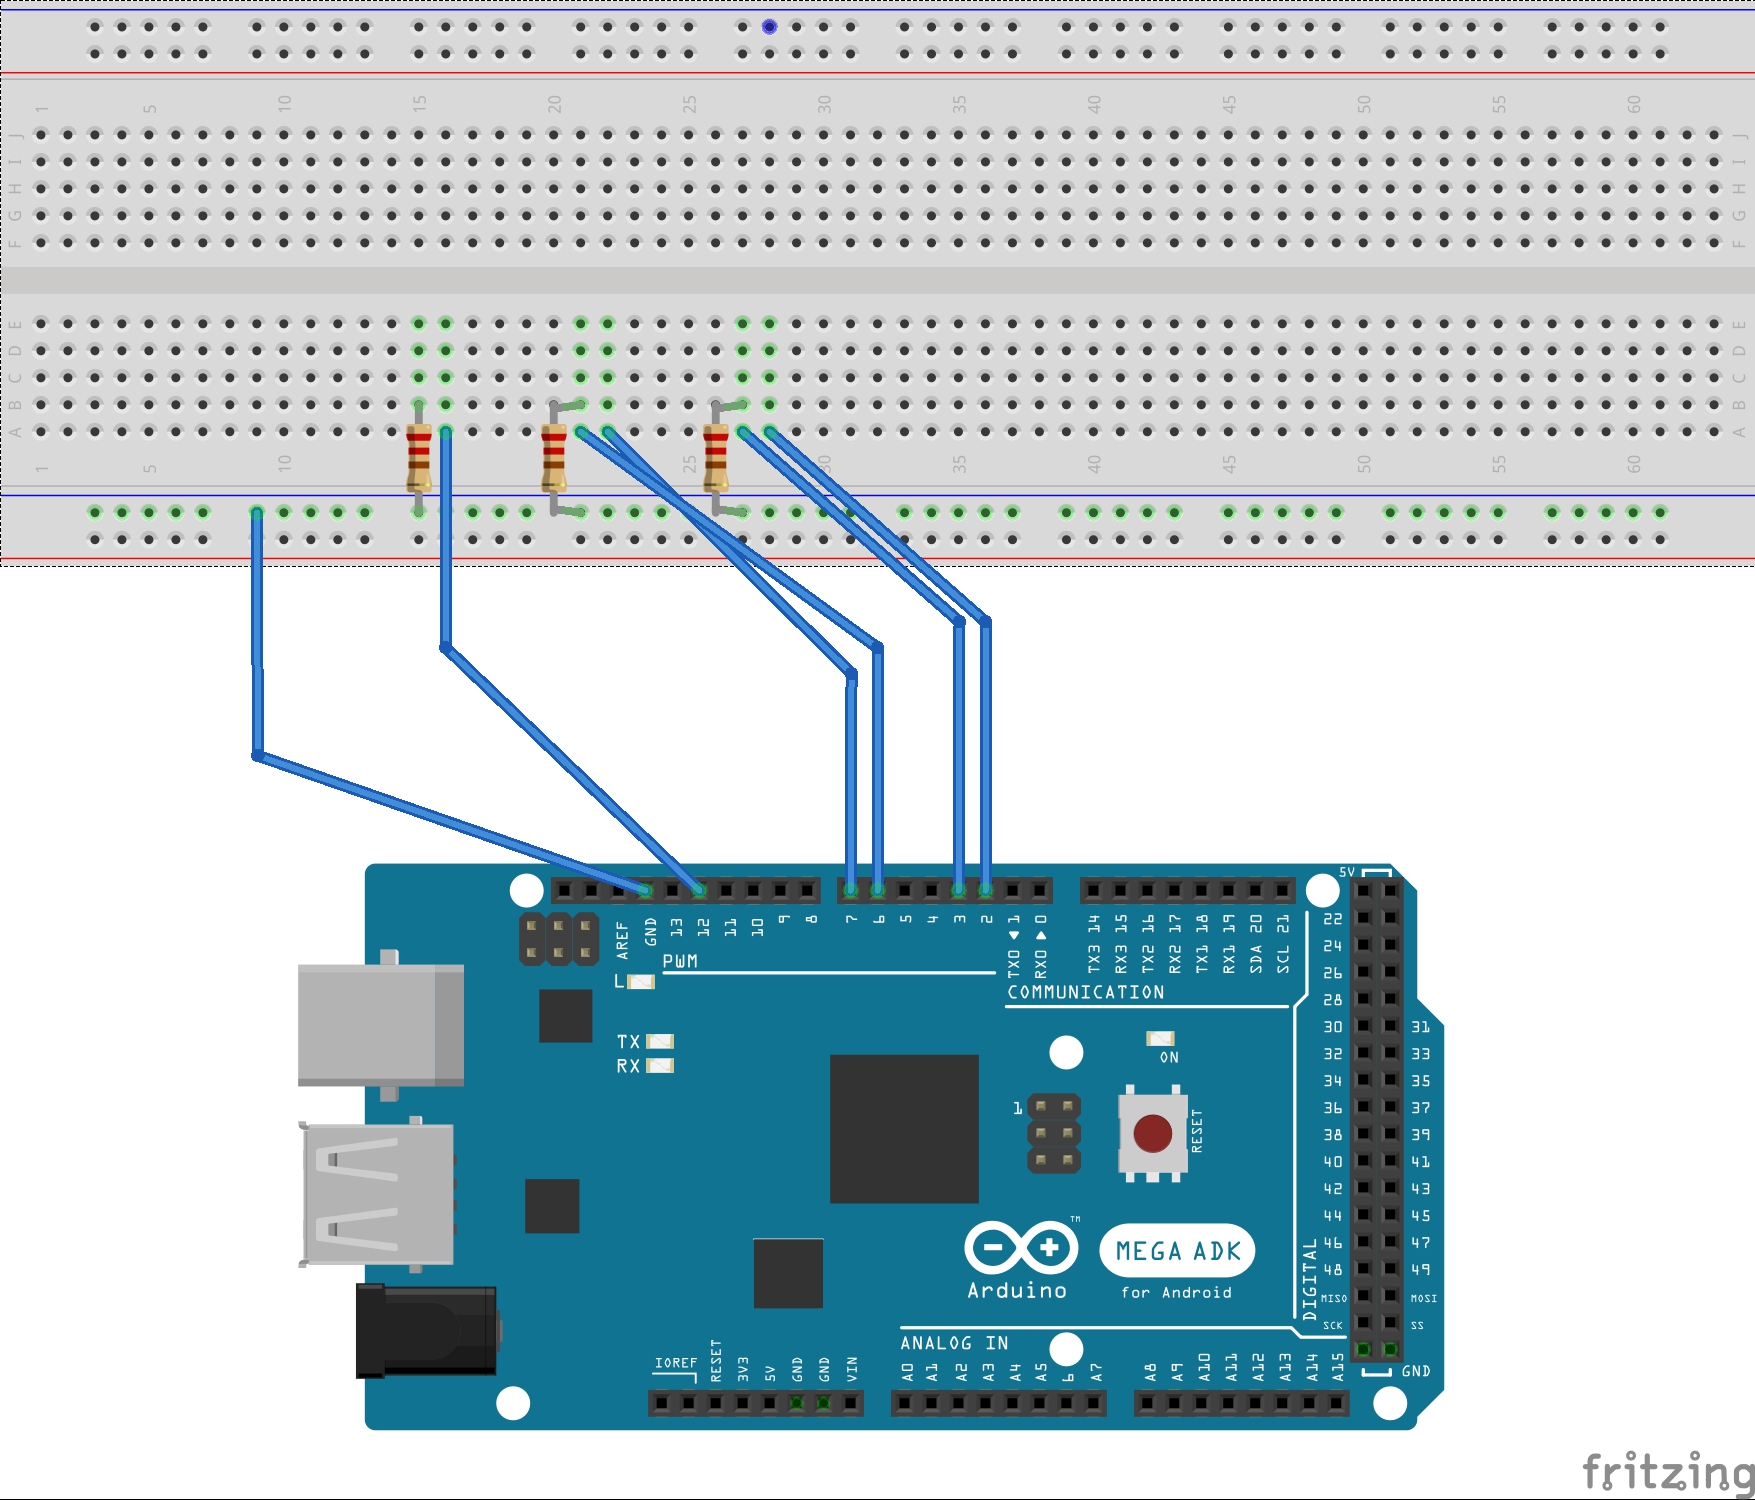 1 5 10 15 20 25 30 35 40 45 50 55 60
J J
I I
H H
G G
F F
E E
D D
C C
B B
A A
1 5 10 15 20 25 30 35 40 45 50 55 60
5V
AREF GND 13 12 11 10 9 8 7 6 5 4 3 2 TX0 1 RX0 0 TX3 14 RX3 15 TX2 16 RX2 17 TX1 18 RX1 19 SDA 20 SCL 21
PWM
L
COMMUNICATION
TX
RX
ON
1
RESET
22
24
26
28
30 31
32 33
34 35
36 37
38 39
40 41
42 43
44 45
46 47
48 49
MISO MOSI
SCK SS
GND
DIGITAL
TM
MEGA ADK
Arduino
for Android
ANALOG IN
IOREF RESET 3V3 5V GND GND VIN A0 A1 A2 A3 A4 A5 6 A7 A8 A9 A10 A11 A12 A13 A14 A15
fritzing